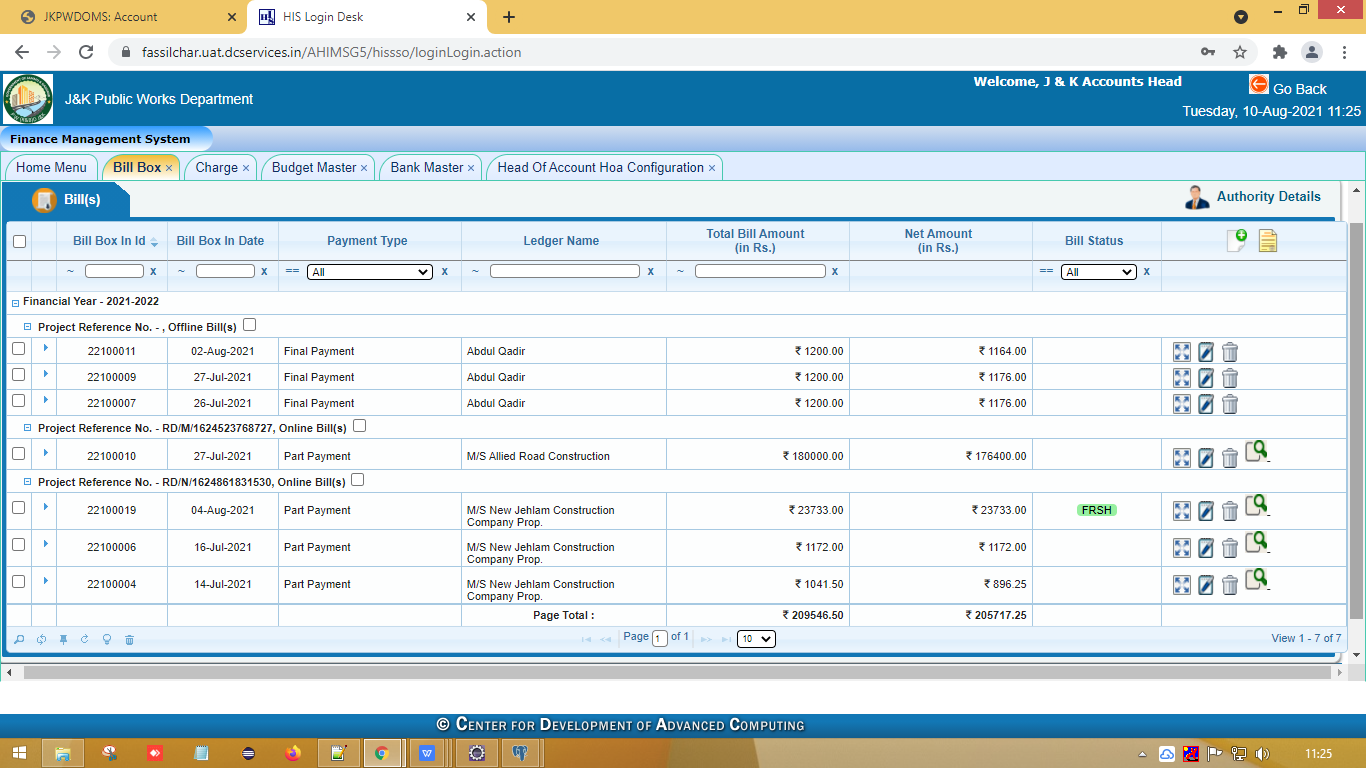 JKPWDOMS: Account
HIS Login Desk
fassilchar.uat.dcservices.in/AHIMSG5/hissso/loginLogin.action
J&K Public Works Department
Welcome, J & K Accounts Head
Go Back
Tuesday, 10-Aug-2021 11:25
Finance Management System
Home Menu Bill Box × Charge × Budget Master × Bank Master × Head Of Account Hoa Configuration ×
Bill(s)
Authority Details
Bill Box In Id Bill Box In Date Payment Type Ledger Name Total Bill Amount (in Rs.) Net Amount (in Rs.) Bill Status
~ x ~ x == All x ~ x ~ x == All x
Financial Year - 2021-2022
Project Reference No. - , Offline Bill(s)
22100011 02-Aug-2021 Final Payment Abdul Qadir ₹ 1200.00 ₹ 1164.00
22100009 27-Jul-2021 Final Payment Abdul Qadir ₹ 1200.00 ₹ 1176.00
22100007 26-Jul-2021 Final Payment Abdul Qadir ₹ 1200.00 ₹ 1176.00
Project Reference No. - RD/M/1624523768727, Online Bill(s)
22100010 27-Jul-2021 Part Payment M/S Allied Road Construction ₹ 180000.00 ₹ 176400.00
Project Reference No. - RD/N/1624861831530, Online Bill(s)
22100019 04-Aug-2021 Part Payment M/S New Jehlam Construction Company Prop. ₹ 23733.00 ₹ 23733.00 FRSH
22100006 16-Jul-2021 Part Payment M/S New Jehlam Construction Company Prop. ₹ 1172.00 ₹ 1172.00
22100004 14-Jul-2021 Part Payment M/S New Jehlam Construction Company Prop. ₹ 1041.50 ₹ 896.25
Page Total : ₹ 209546.50 ₹ 205717.25
Page 1 of 1 10 View 1 - 7 of 7
© CENTER FOR DEVELOPMENT OF ADVANCED COMPUTING
11:25